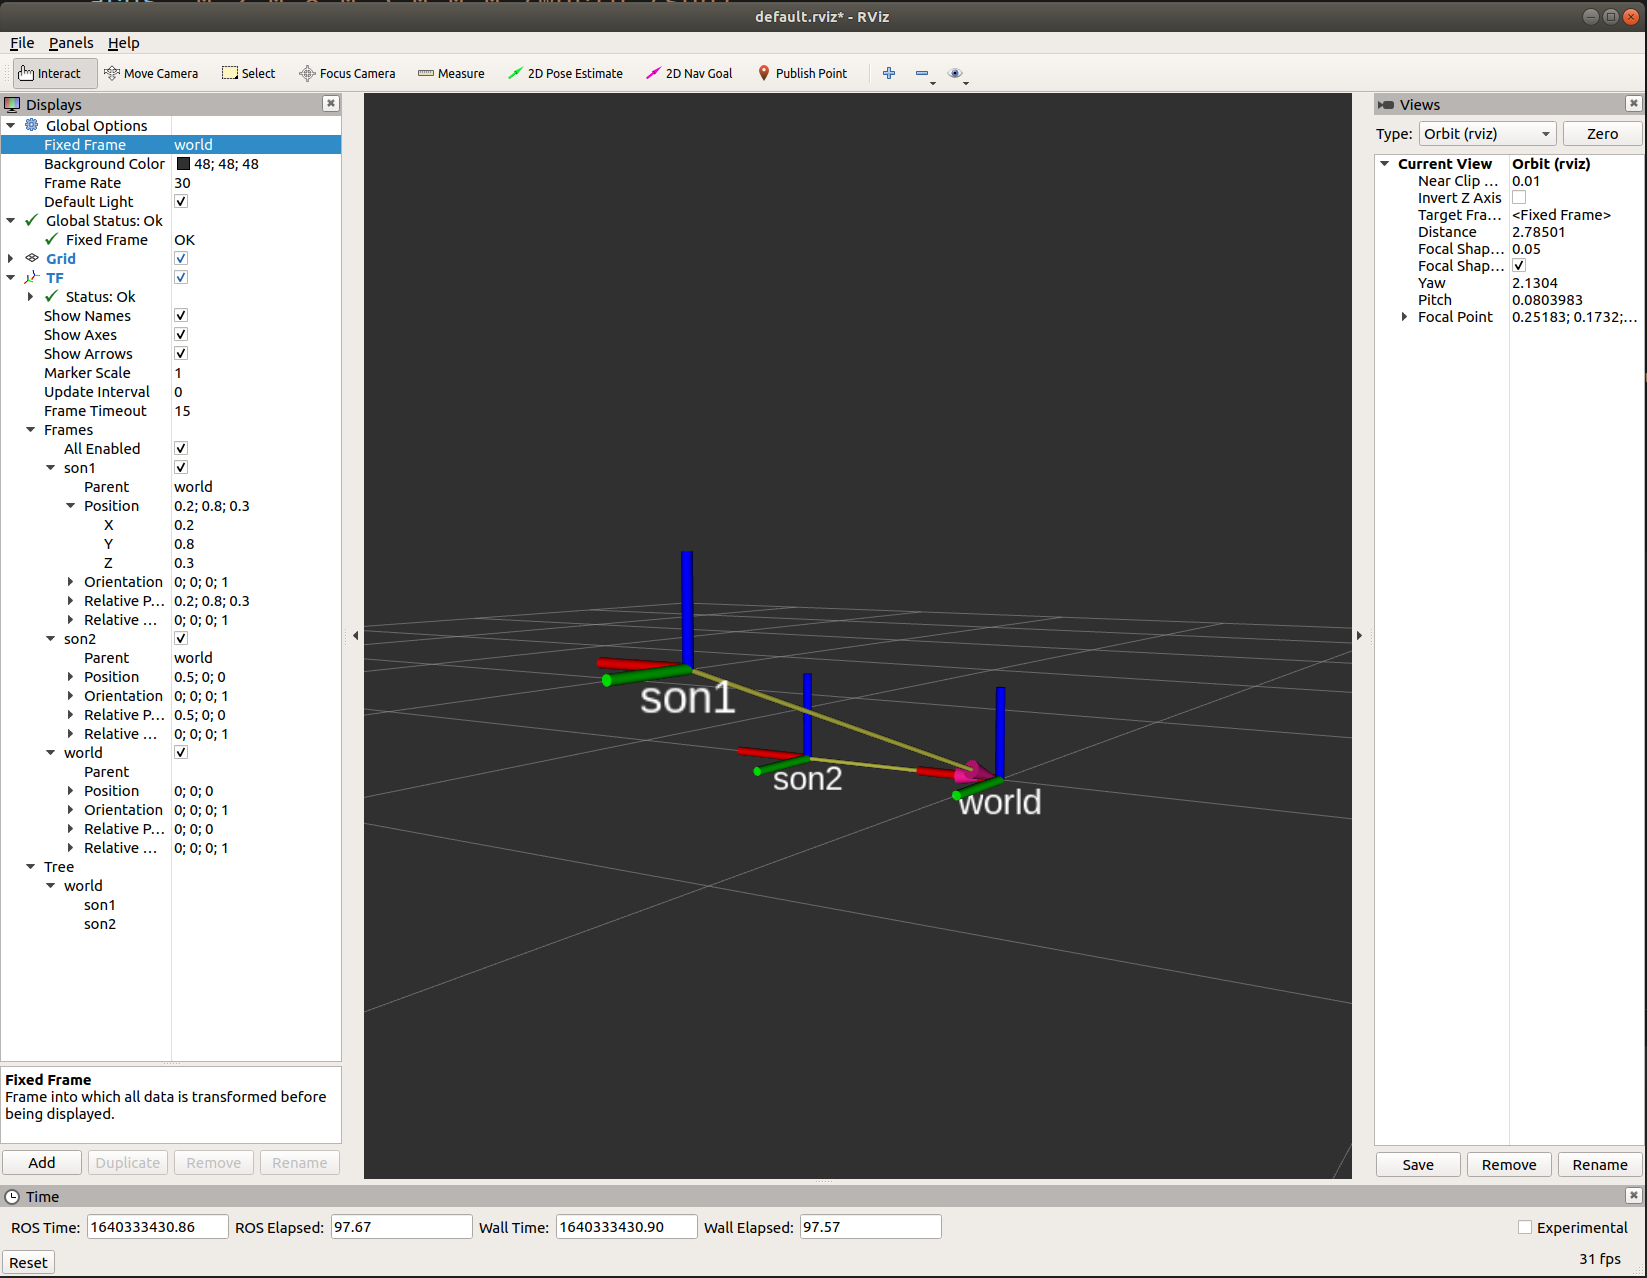 default.rviz* - RViz
File Panels Help
Interact Move Camera Select Focus Camera Measure 2D Pose Estimate 2D Nav Goal Publish Point
Displays
Global Options
Fixed Frame world
Background Color 48; 48; 48
Frame Rate 30
Default Light
Global Status: Ok
Fixed Frame OK
Grid
TF
Status: Ok
Show Names
Show Axes
Show Arrows
Marker Scale 1
Update Interval 0
Frame Timeout 15
Frames
All Enabled
son1
Parent world
Position 0.2; 0.8; 0.3
X 0.2
Y 0.8
Z 0.3
Orientation 0; 0; 0; 1
Relative P... 0.2; 0.8; 0.3
Relative ... 0; 0; 0; 1
son2
Parent world
Position 0.5; 0; 0
Orientation 0; 0; 0; 1
Relative P... 0.5; 0; 0
Relative ... 0; 0; 0; 1
world
Parent
Position 0; 0; 0
Orientation 0; 0; 0; 1
Relative P... 0; 0; 0
Relative ... 0; 0; 0; 1
Tree
world
son1
son2
Fixed Frame
Frame into which all data is transformed before
being displayed.
Add Duplicate Remove Rename
son1
son2
world
Views
Type: Orbit (rviz) Zero
Current View Orbit (rviz)
Near Clip ... 0.01
Invert Z Axis
Target Fra... <Fixed Frame>
Distance 2.78501
Focal Shap... 0.05
Focal Shap...
Yaw 2.1304
Pitch 0.0803983
Focal Point 0.25183; 0.1732;...
Save Remove Rename
Time
ROS Time: 1640333430.86 ROS Elapsed: 97.67 Wall Time: 1640333430.90 Wall Elapsed: 97.57 Experimental
Reset 31 fps